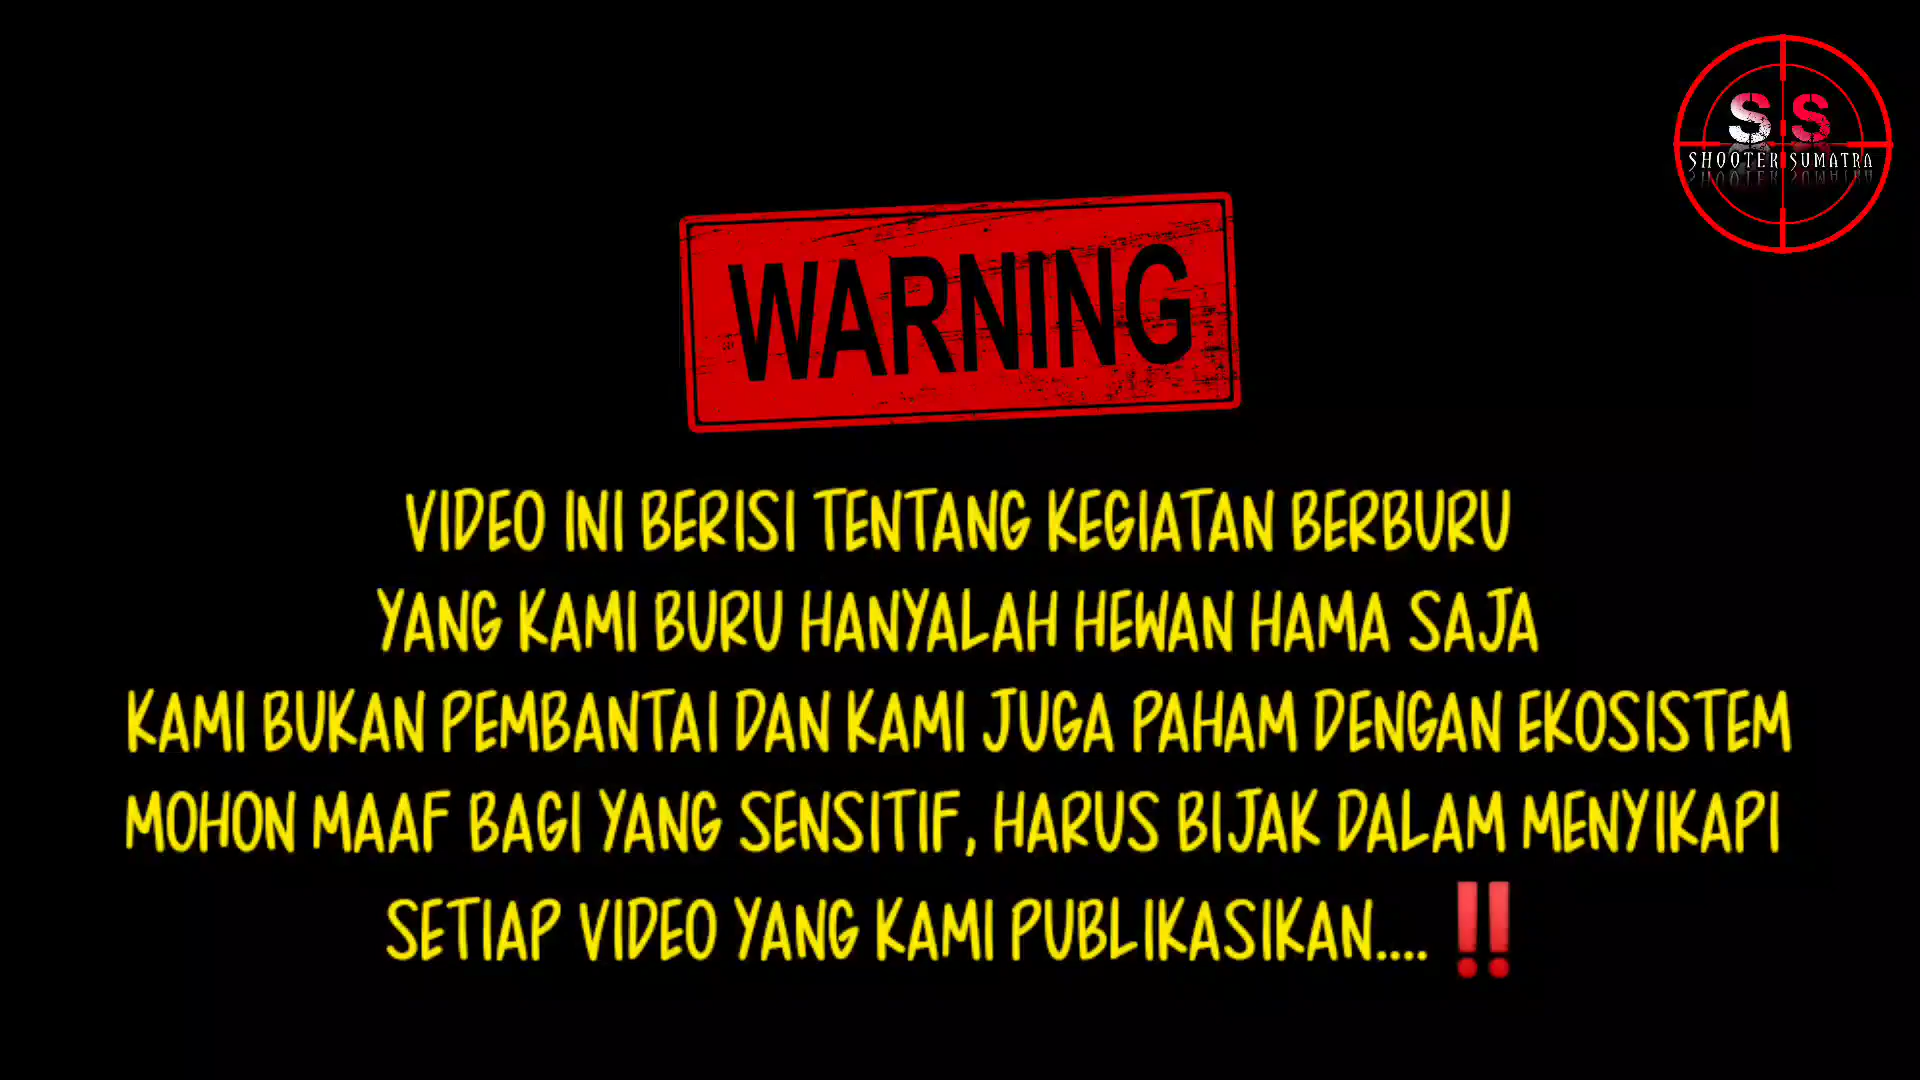 S S
SHOOTER SUMATRA
WARNING
VIDEO INI BERISI TENTANG KEGIATAN BERBURU
YANG KAMI BURU HANYALAH HEWAN HAMA SAJA
KAMI BUKAN PEMBANTAI DAN KAMI JUGA PAHAM DENGAN EKOSISTEM
MOHON MAAF BAGI YANG SENSITIF, HARUS BIJAK DALAM MENYIKAPI
SETIAP VIDEO YANG KAMI PUBLIKASIKAN.... ‼